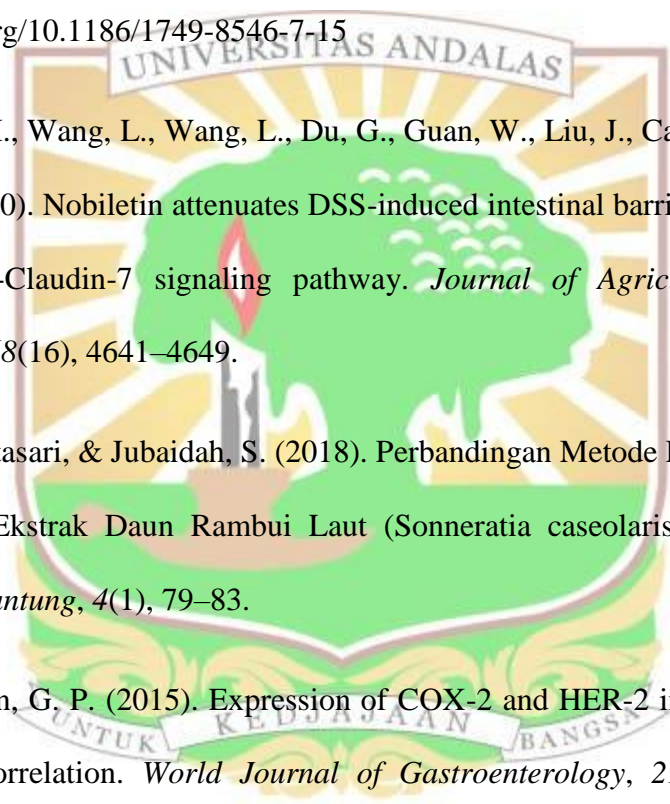 rg/10.1186/1749-8546-7-15
UNIVERSITAS ANDALAS
., Wang, L., Wang, L., Du, G., Guan, W., Liu, J., Ca
0). Nobiletin attenuates DSS-induced intestinal barri
-Claudin-7 signaling pathway. Journal of Agric
8(16), 4641–4649.
tasari, & Jubaidah, S. (2018). Perbandingan Metode
Ekstrak Daun Rambui Laut (Sonneratia caseolaris
antung, 4(1), 79–83.
n, G. P. (2015). Expression of COX-2 and HER-2 i
UNTUK KEDJAJAAN BANGSA
orrelation. World Journal of Gastroenterology, 2